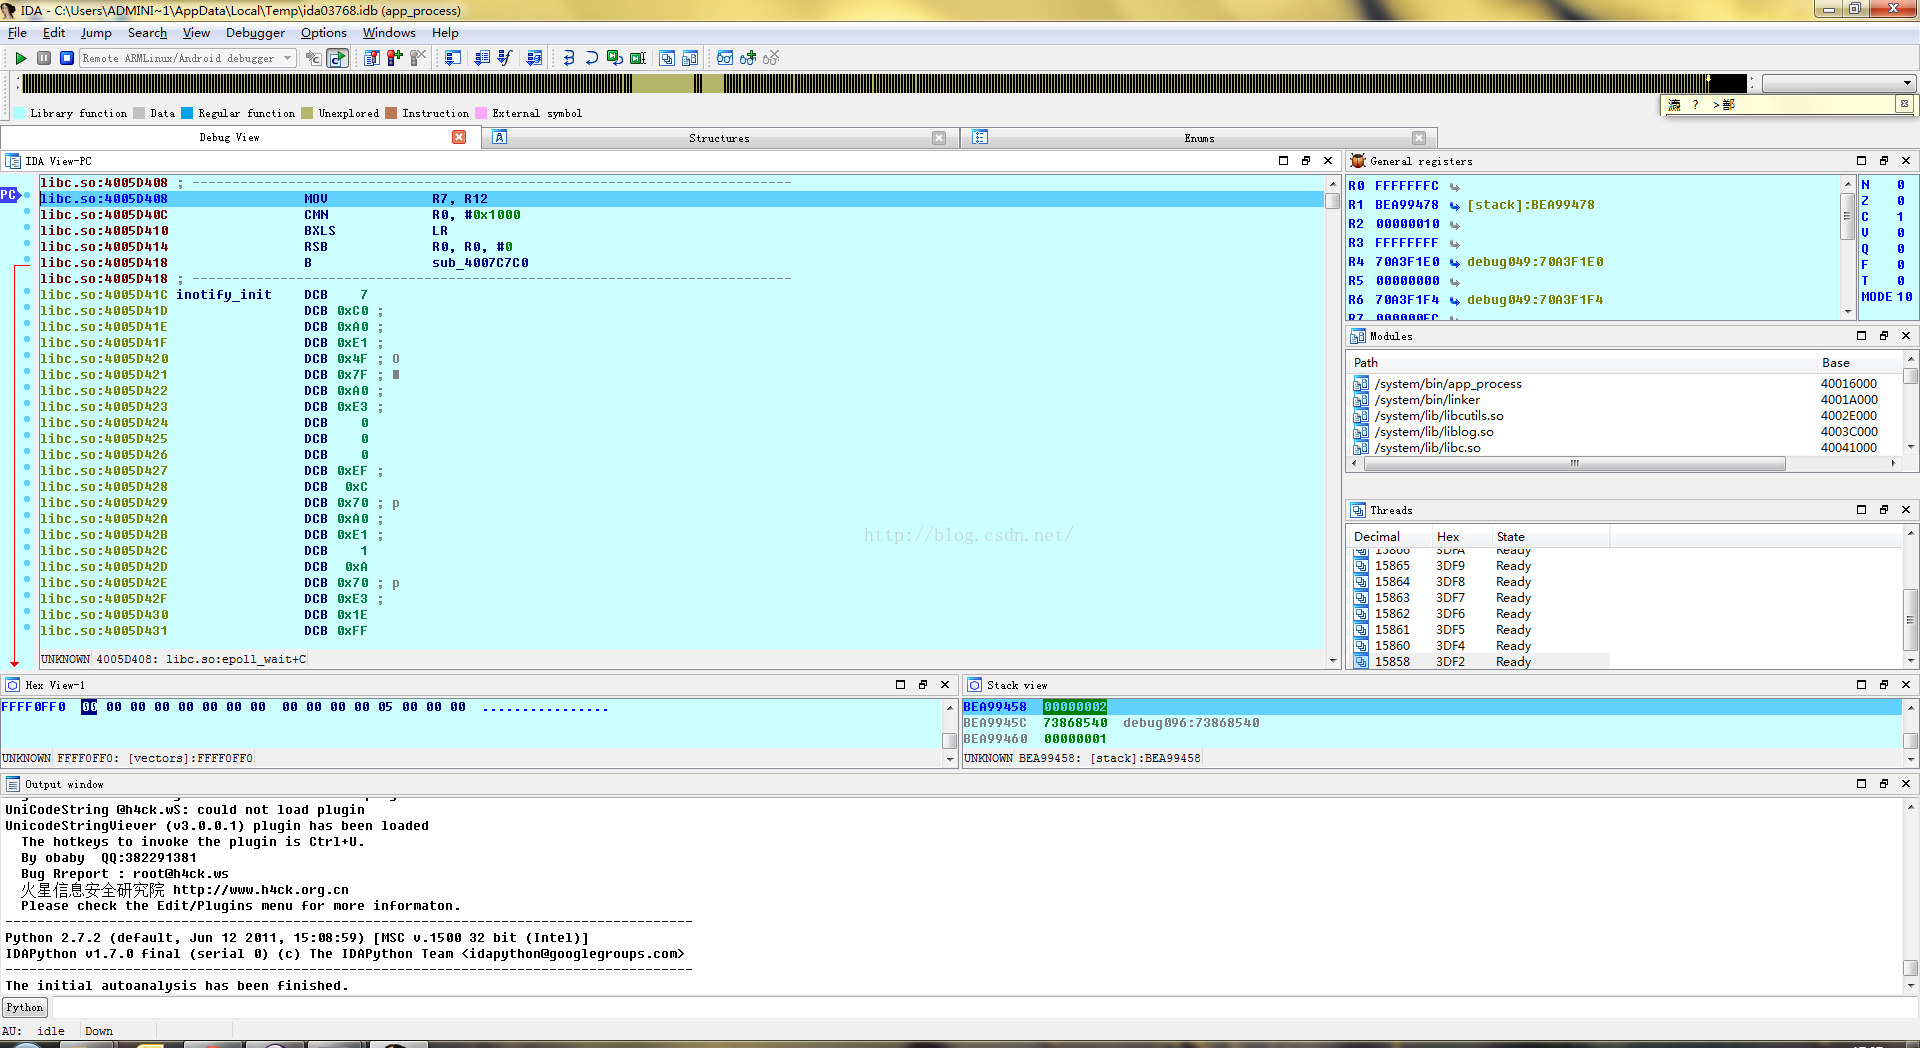 IDA - C:\Users\ADMINI~1\AppData\Local\Temp\ida03768.idb (app_process)
File Edit Jump Search View Debugger Options Windows Help
Remote ARMLinux/Android debugger
Library function Data Regular function Unexplored Instruction External symbol
? >
Debug View Structures Enums
IDA View-PC
PC
libc.so:4005D408 ; ---------------------------------------------------------------------------
libc.so:4005D408 MOV R7, R12
libc.so:4005D40C CMN R0, #0x1000
libc.so:4005D410 BXLS LR
libc.so:4005D414 RSB R0, R0, #0
libc.so:4005D418 B sub_4007C7C0
libc.so:4005D418 ; ---------------------------------------------------------------------------
libc.so:4005D41C inotify_init DCB 7
libc.so:4005D41D DCB 0xC0 ;
libc.so:4005D41E DCB 0xA0 ;
libc.so:4005D41F DCB 0xE1 ;
libc.so:4005D420 DCB 0x4F ; O
libc.so:4005D421 DCB 0x7F ;
libc.so:4005D422 DCB 0xA0 ;
libc.so:4005D423 DCB 0xE3 ;
libc.so:4005D424 DCB 0
libc.so:4005D425 DCB 0
libc.so:4005D426 DCB 0
libc.so:4005D427 DCB 0xEF ;
libc.so:4005D428 DCB 0xC
libc.so:4005D429 DCB 0x70 ; p
libc.so:4005D42A DCB 0xA0 ;
libc.so:4005D42B DCB 0xE1 ;
libc.so:4005D42C DCB 1
libc.so:4005D42D DCB 0xA
libc.so:4005D42E DCB 0x70 ; p
libc.so:4005D42F DCB 0xE3 ;
libc.so:4005D430 DCB 0x1E
libc.so:4005D431 DCB 0xFF
UNKNOWN 4005D408: libc.so:epoll_wait+C
http://blog.csdn.net/
General registers
R0 FFFFFFFC
R1 BEA99478 [stack]:BEA99478
R2 00000010
R3 FFFFFFFF
R4 70A3F1E0 debug049:70A3F1E0
R5 00000000
R6 70A3F1F4 debug049:70A3F1F4
R7 000000FC
N 0
Z 0
C 1
V 0
Q 0
F 0
T 0
MODE 10
Modules
Path Base
/system/bin/app_process 40016000
/system/bin/linker 4001A000
/system/lib/libcutils.so 4002E000
/system/lib/liblog.so 4003C000
/system/lib/libc.so 40041000
Threads
Decimal Hex State
15866 3DFA Ready
15865 3DF9 Ready
15864 3DF8 Ready
15863 3DF7 Ready
15862 3DF6 Ready
15861 3DF5 Ready
15860 3DF4 Ready
15858 3DF2 Ready
Hex View-1
FFFF0FF0 00 00 00 00 00 00 00 00 00 00 00 00 05 00 00 00 ................
UNKNOWN FFFF0FF0: [vectors]:FFFF0FF0
Stack view
BEA99458 00000002
BEA9945C 73868540 debug096:73868540
BEA99460 00000001
UNKNOWN BEA99458: [stack]:BEA99458
Output window
UniCodeString @h4ck.wS: could not load plugin
UnicodeStringViever (v3.0.0.1) plugin has been loaded
The hotkeys to invoke the plugin is Ctrl+U.
By obaby QQ:382291381
Bug Rreport : root@h4ck.ws
火星信息安全研究院 http://www.h4ck.org.cn
Please check the Edit/Plugins menu for more informaton.
--------------------------------------------------------------------------------------
Python 2.7.2 (default, Jun 12 2011, 15:08:59) [MSC v.1500 32 bit (Intel)]
IDAPython v1.7.0 final (serial 0) (c) The IDAPython Team <idapython@googlegroups.com>
--------------------------------------------------------------------------------------
The initial autoanalysis has been finished.
Python
AU: idle Down